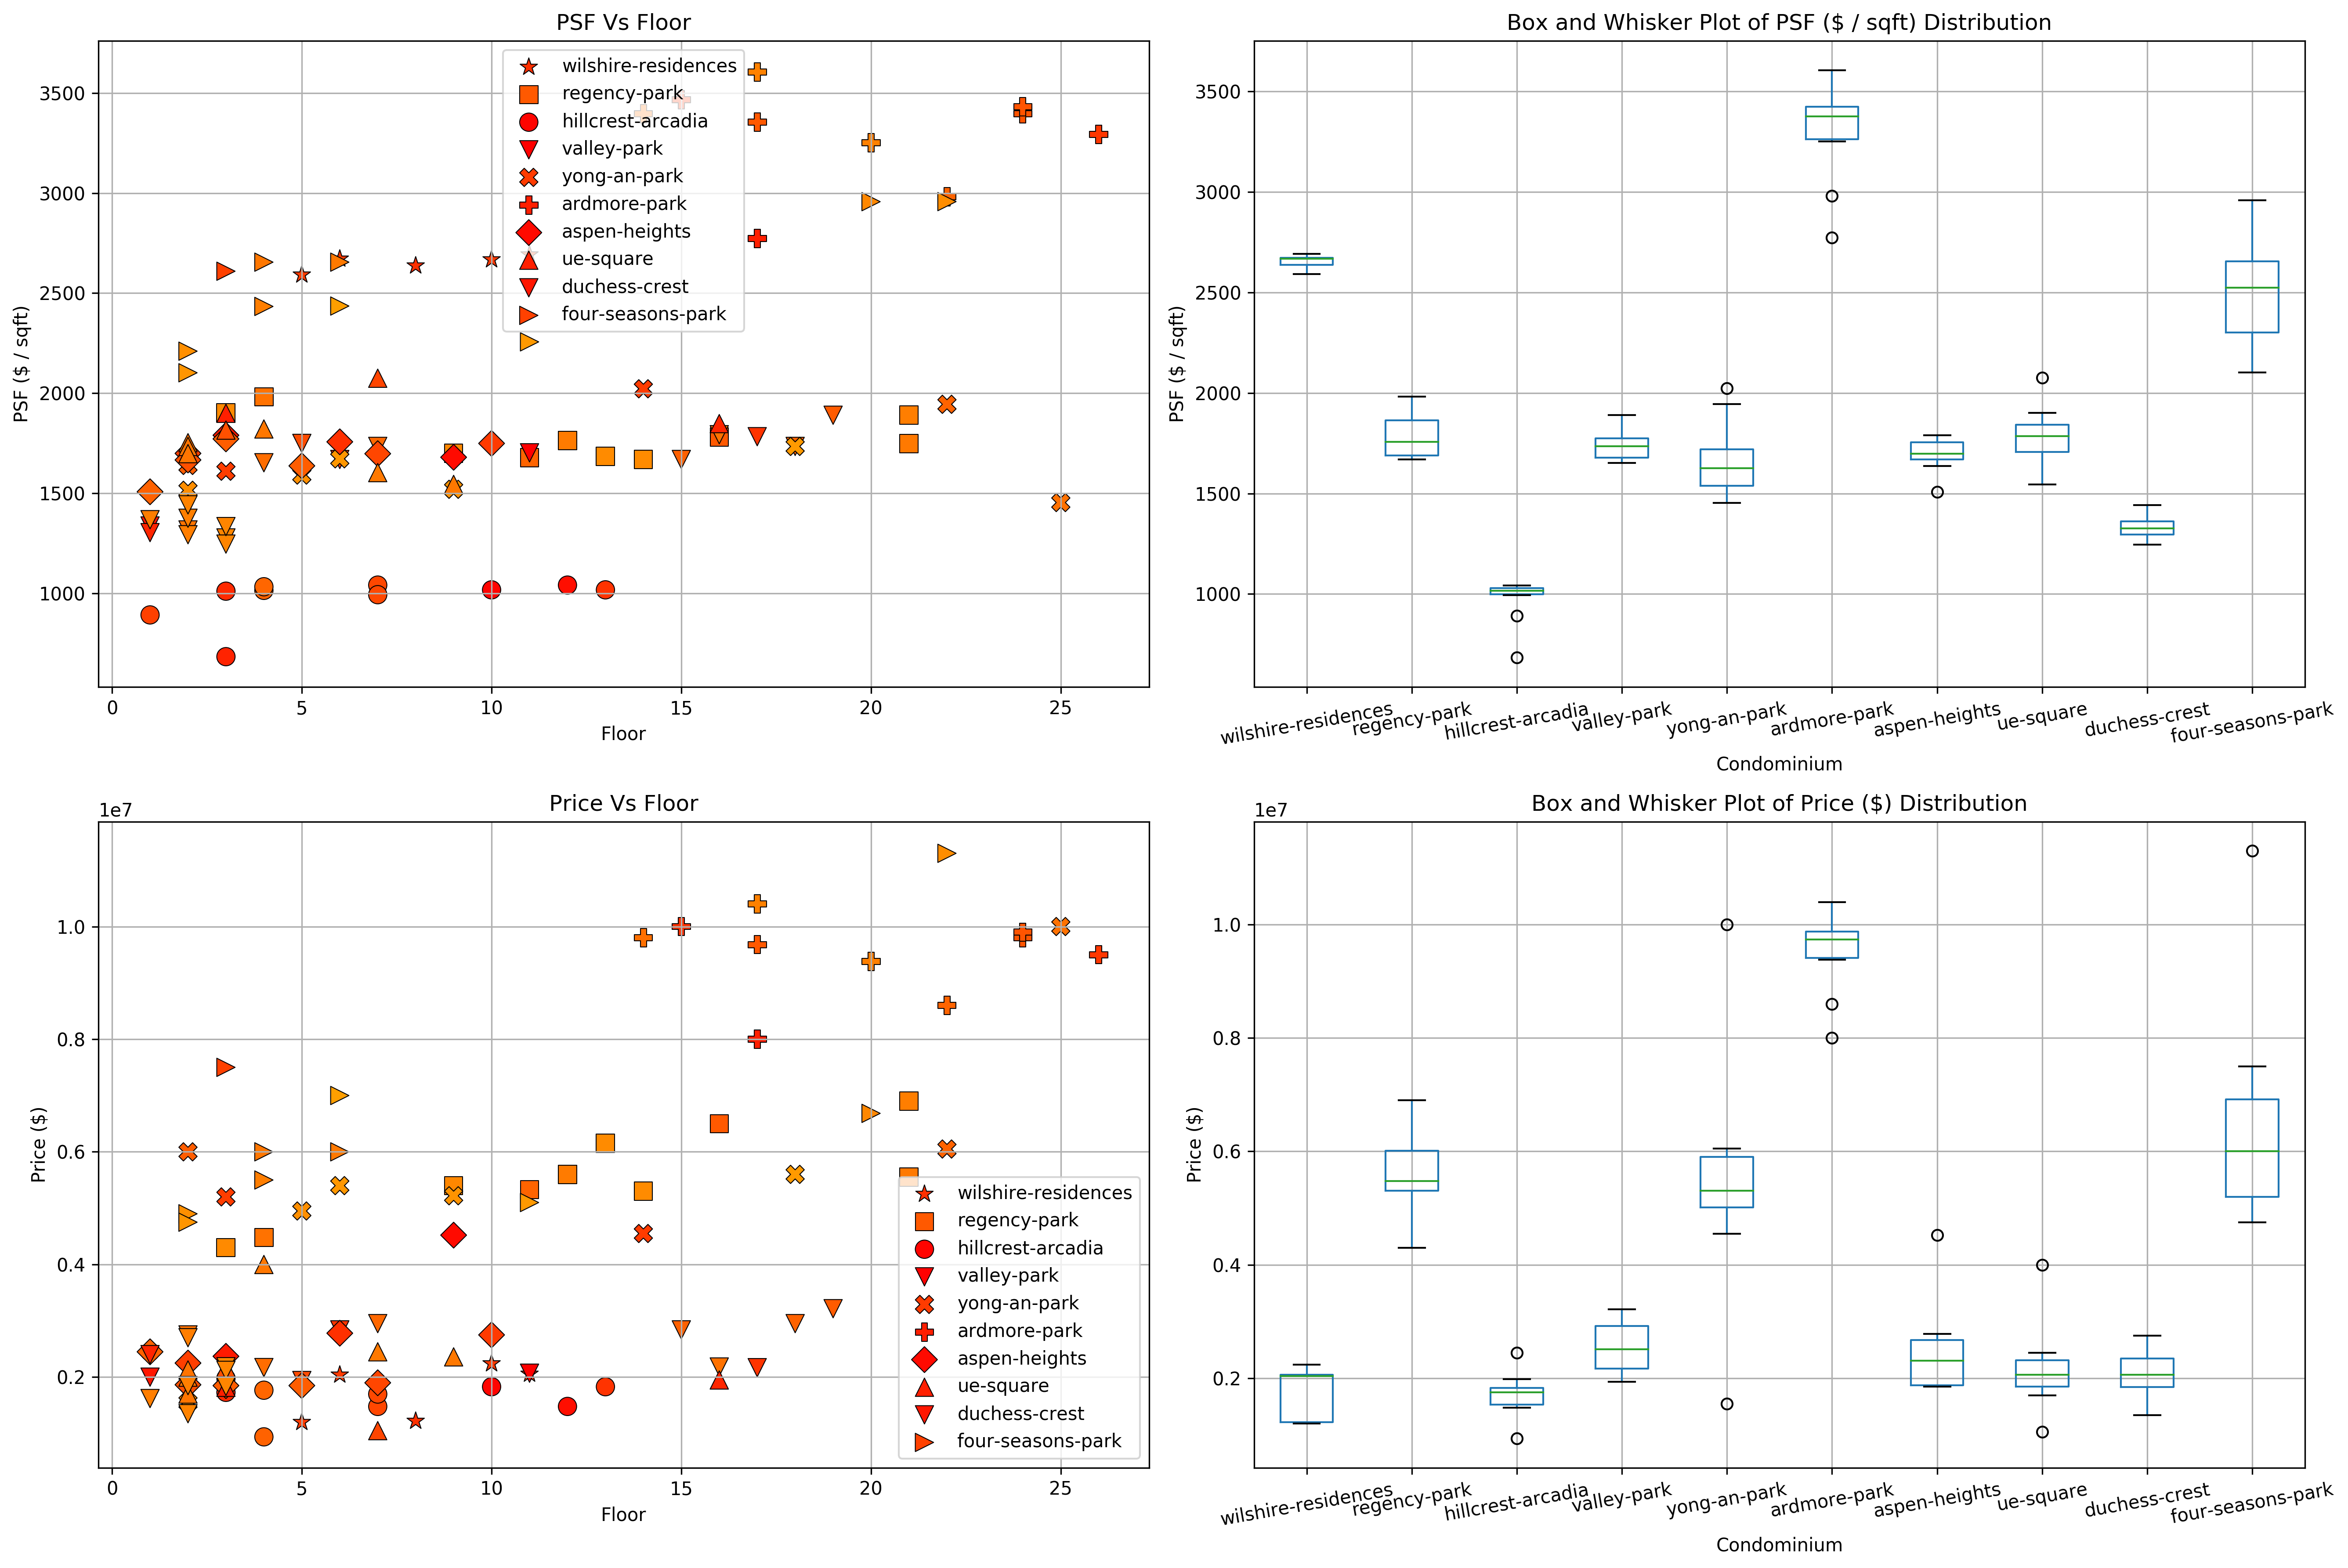 PSF Vs Floor
PSF ($ / sqft)
3500
3000
2500
2000
1500
1000
wilshire-residences
regency-park
hillcrest-arcadia
valley-park
yong-an-park
ardmore-park
aspen-heights
ue-square
duchess-crest
four-seasons-park
0 5 10 15 20 25
Floor
Box and Whisker Plot of PSF ($ / sqft) Distribution
PSF ($ / sqft)
3500
3000
2500
2000
1500
1000
wilshire-residences
regency-park
hillcrest-arcadia
valley-park
yong-an-park
ardmore-park
aspen-heights
ue-square
duchess-crest
four-seasons-park
Condominium
Price Vs Floor
1e7
Price ($)
1.0
0.8
0.6
0.4
0.2
wilshire-residences
regency-park
hillcrest-arcadia
valley-park
yong-an-park
ardmore-park
aspen-heights
ue-square
duchess-crest
four-seasons-park
0 5 10 15 20 25
Floor
Box and Whisker Plot of Price ($) Distribution
1e7
Price ($)
1.0
0.8
0.6
0.4
0.2
wilshire-residences
regency-park
hillcrest-arcadia
valley-park
yong-an-park
ardmore-park
aspen-heights
ue-square
duchess-crest
four-seasons-park
Condominium